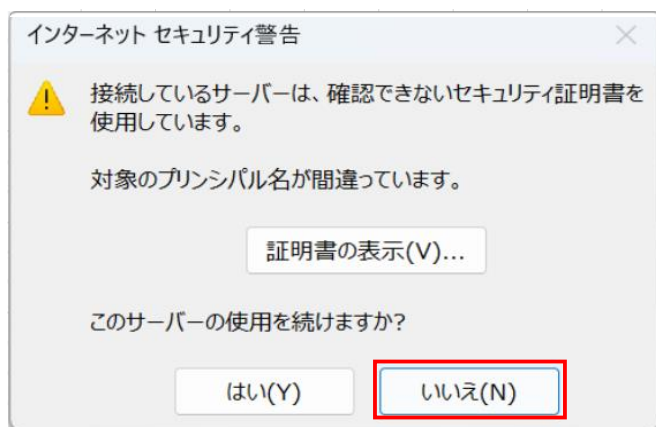 インターネット セキュリティ警告
接続しているサーバーは、確認できないセキュリティ証明書を
使用しています。
対象のプリンシパル名が間違っています。
証明書の表示(V)...
このサーバーの使用を続けますか?
はい(Y)
いいえ(N)